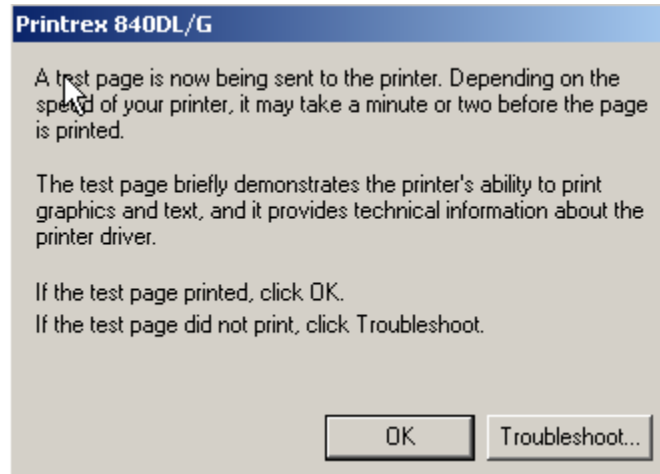 Printrex 840DL/G
A test page is now being sent to the printer. Depending on the
speed of your printer, it may take a minute or two before the page
is printed.
The test page briefly demonstrates the printer's ability to print
graphics and text, and it provides technical information about the
printer driver.
If the test page printed, click OK.
If the test page did not print, click Troubleshoot.
OK
Troubleshoot...